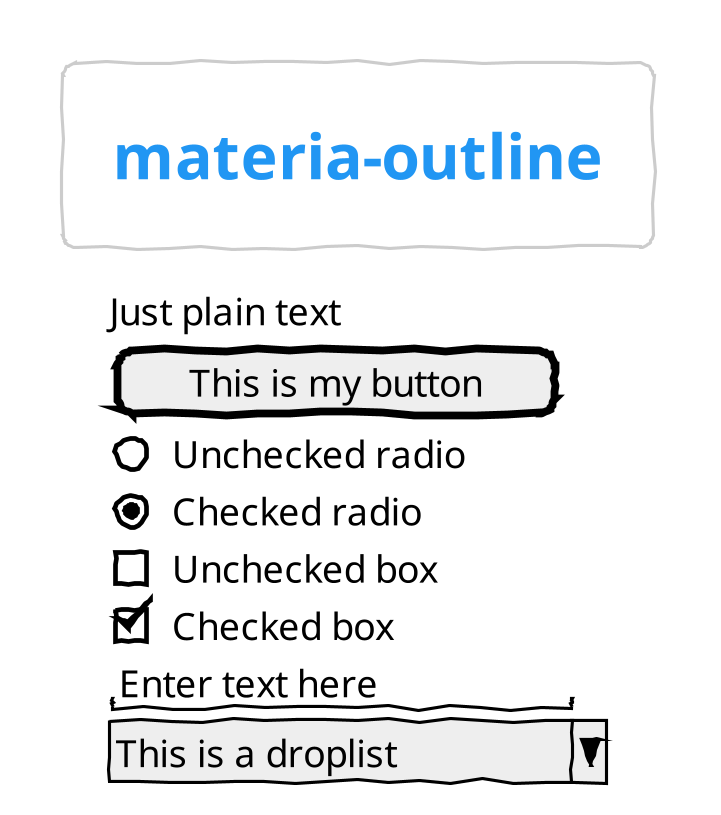 materia-outline
Just plain text
This is my button
Unchecked radio
Checked radio
Unchecked box
Checked box
Enter text here
This is a droplist